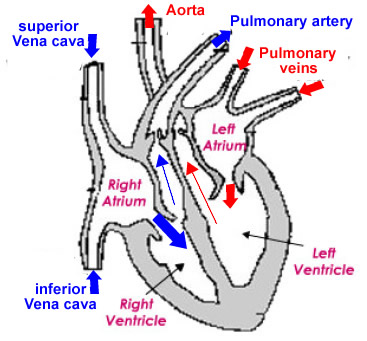 superior
Vena cava
Aorta
Pulmonary artery
Pulmonary
veins
Left
Atrium
Right
Atrium
Left
Ventricle
inferior
Vena cava
Right
Ventricle